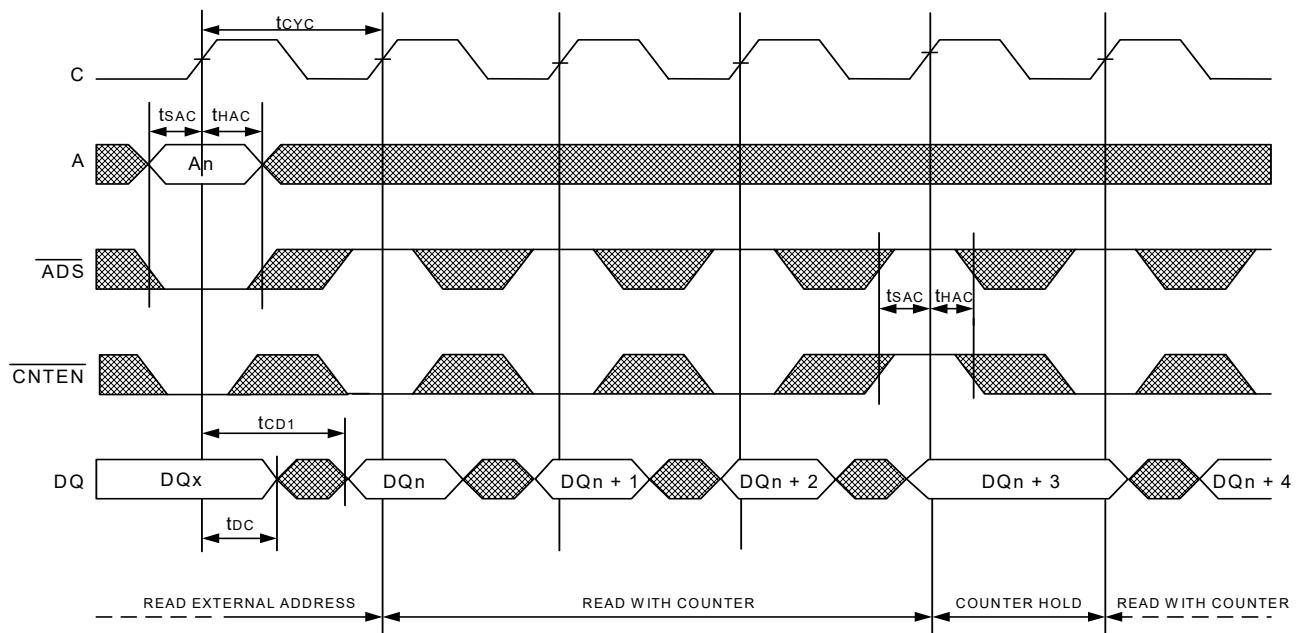 tCYC
C
tSAC tHAC
A An
ADS
tSAC tHAC
CNTEN
tCD1
DQ DQx DQn DQn + 1 DQn + 2 DQn + 3 DQn + 4
tDC
READ EXTERNAL ADDRESS READ WITH COUNTER COUNTER HOLD READ WITH COUNTER